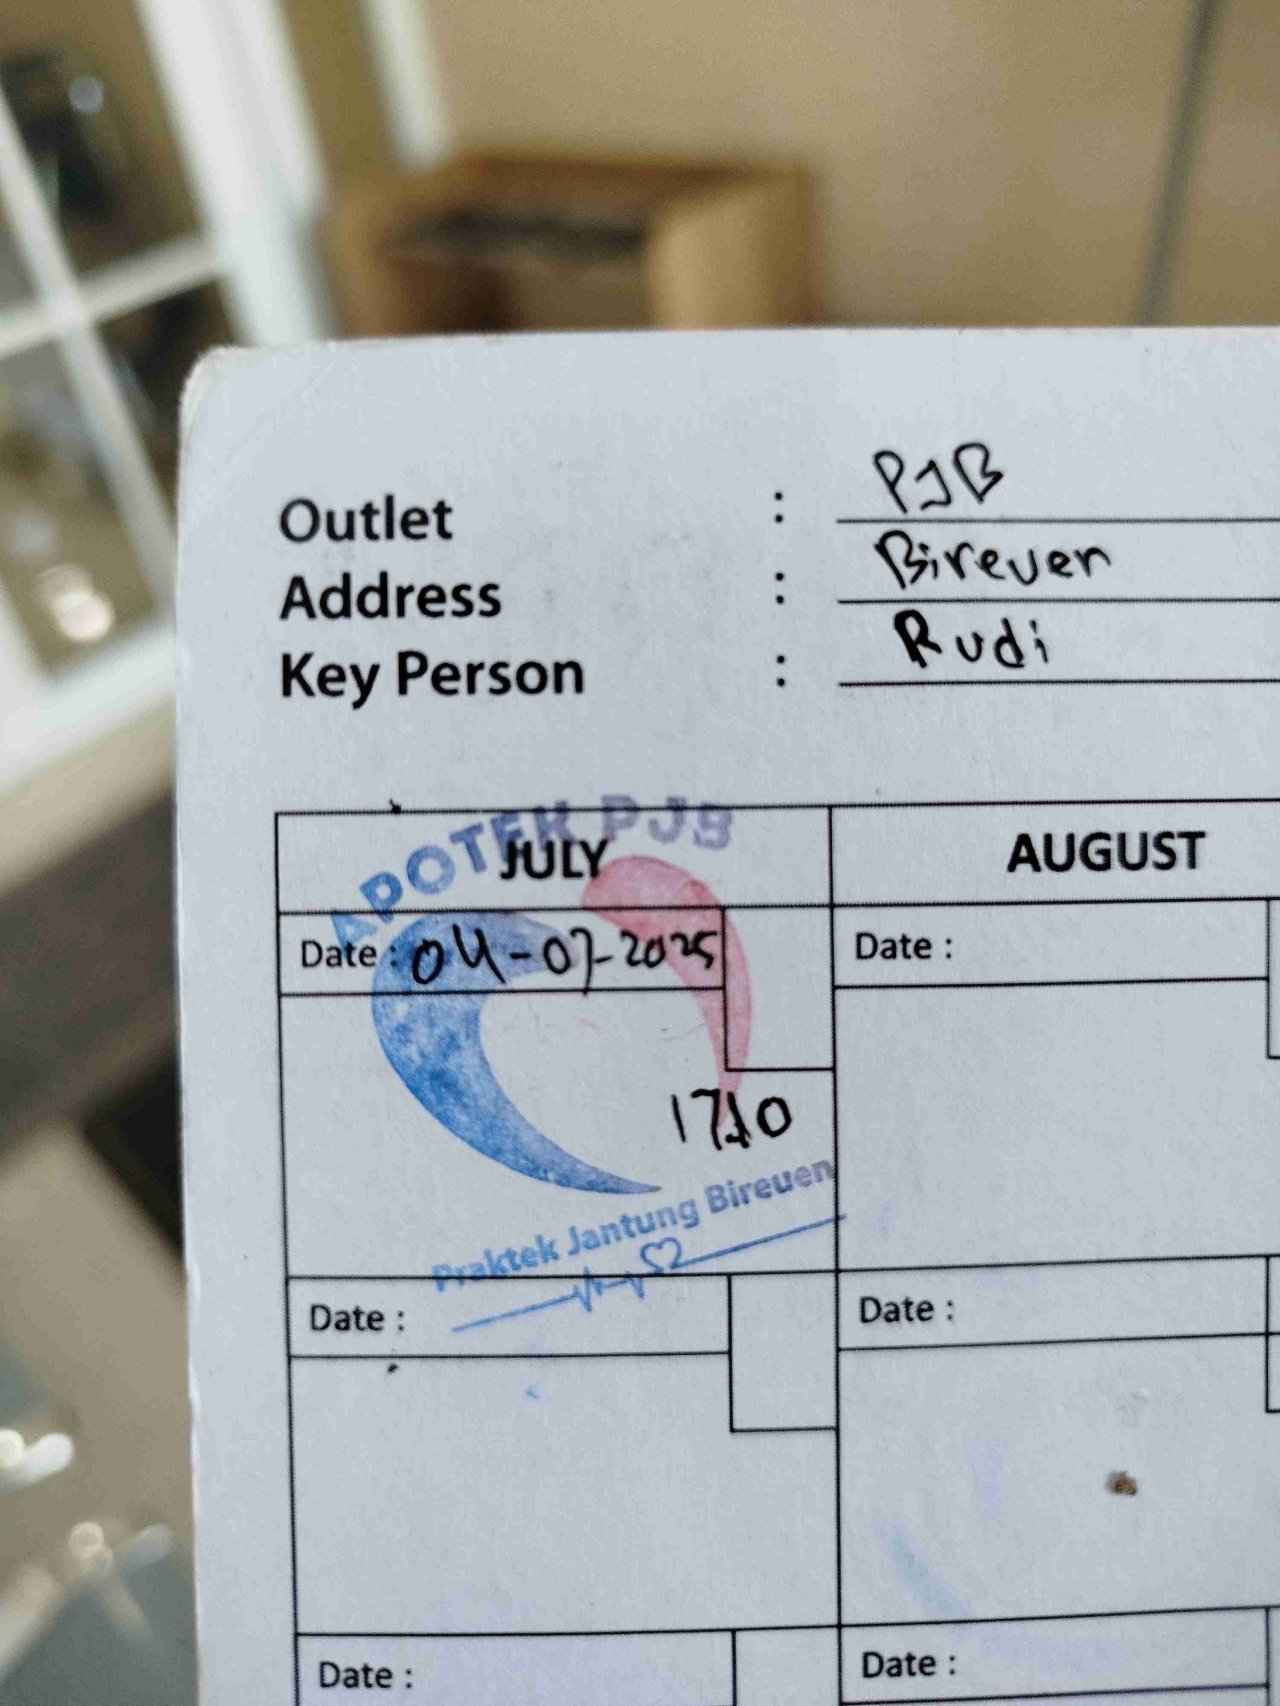 Outlet : PJB
Address : Bireuen
Key Person : Rudi
APOTEK PJB
JULY AUGUST
Date : 04-07-2025 Date :
1710
Praktek Jantung Bireuen
Date : Date :
Date : Date :